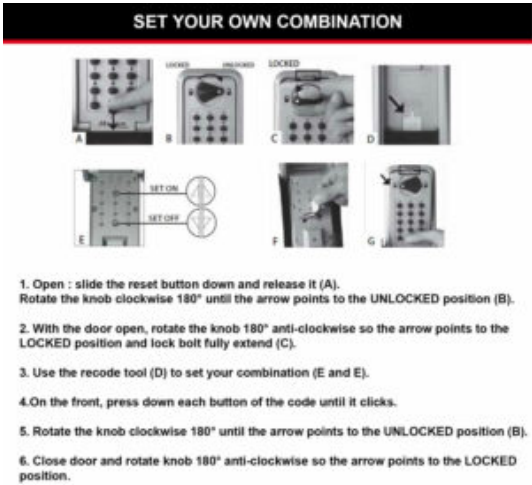 SET YOUR OWN COMBINATION
LOCKED UNLOCKED LOCKED
A B C D
SET ON
SET OFF
E F G
1. Open : slide the reset button down and release it (A).
Rotate the knob clockwise 180° until the arrow points to the UNLOCKED position (B).
2. With the door open, rotate the knob 180° anti-clockwise so the arrow points to the
LOCKED position and lock bolt fully extend (C).
3. Use the recode tool (D) to set your combination (E and E).
4.On the front, press down each button of the code until it clicks.
5. Rotate the knob clockwise 180° until the arrow points to the UNLOCKED position (B).
6. Close door and rotate knob 180° anti-clockwise so the arrow points to the LOCKED
position.